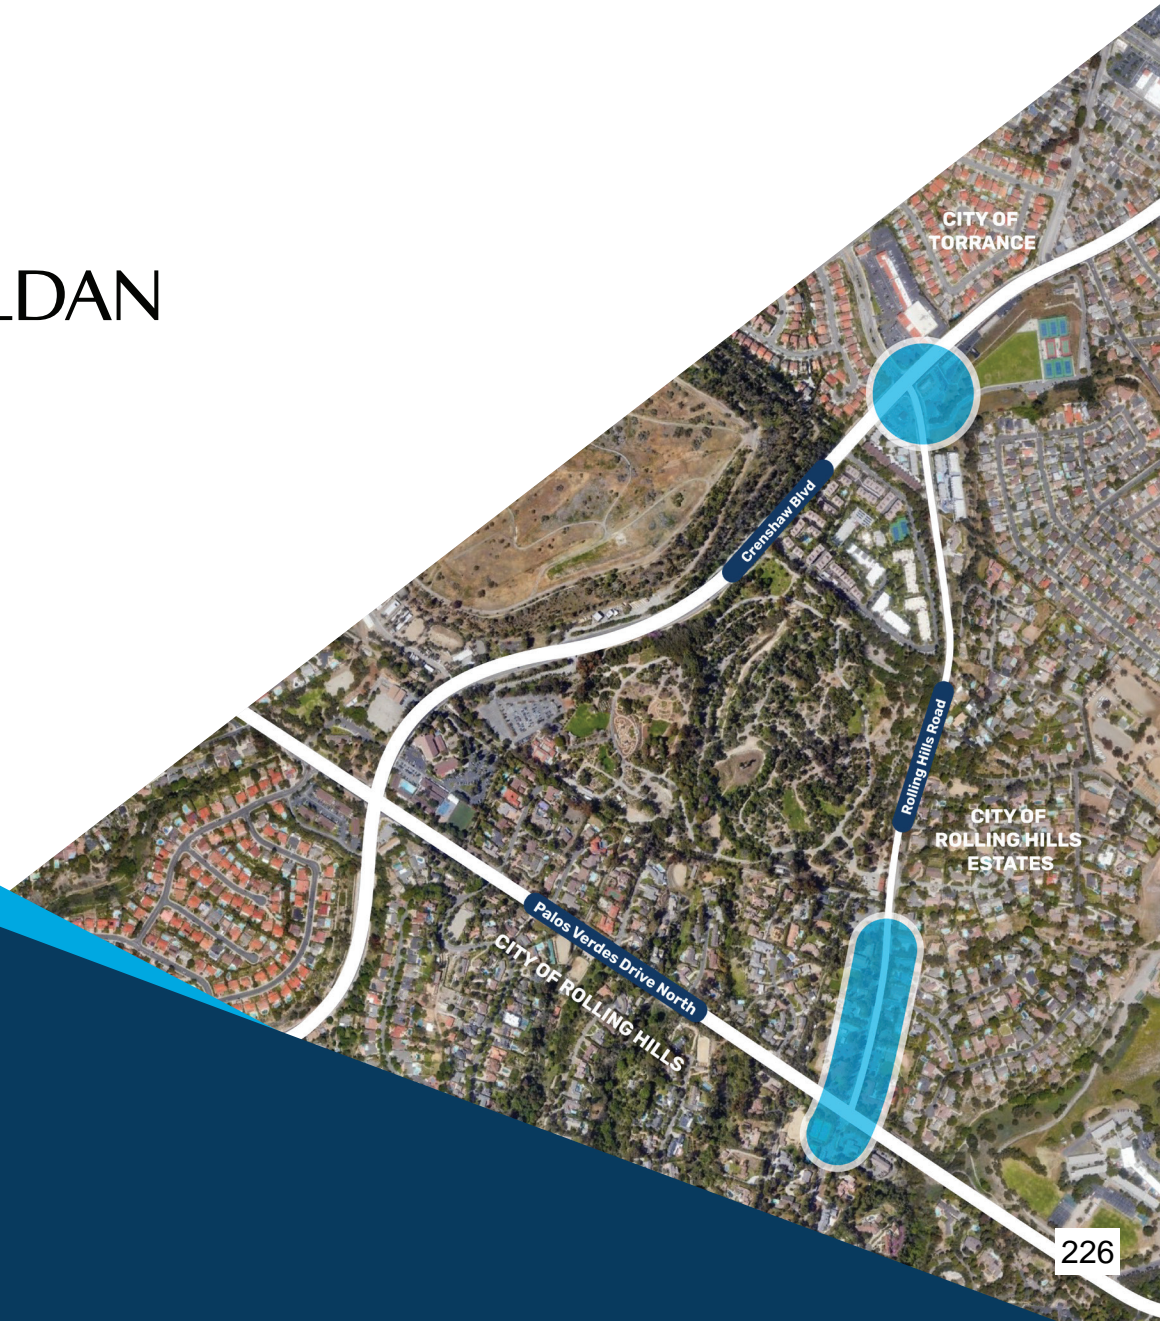 LDAN
CITY OF
TORRANCE
Crenshaw Blvd
Rolling Hills Road
CITY OF
ROLLING HILLS
ESTATES
Palos Verdes Drive North
CITY OF ROLLING HILLS
226